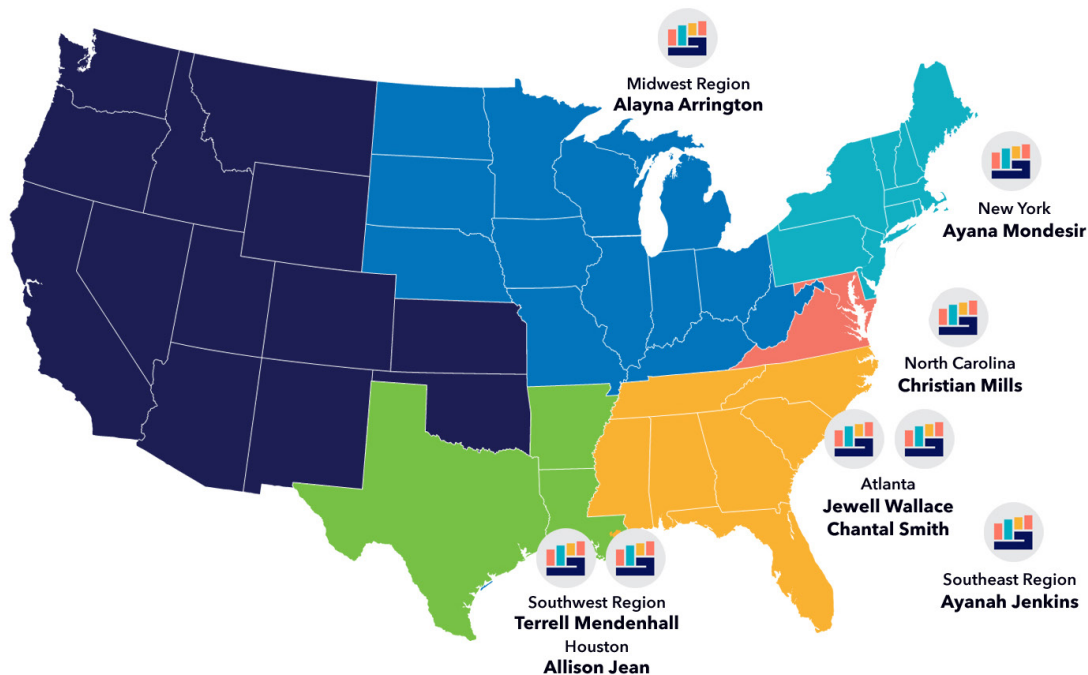 Midwest Region
Alayna Arrington
New York
Ayana Mondesir
North Carolina
Christian Mills
Atlanta
Jewell Wallace
Chantal Smith
Southeast Region
Ayanah Jenkins
Southwest Region
Terrell Mendenhall
Houston
Allison Jean